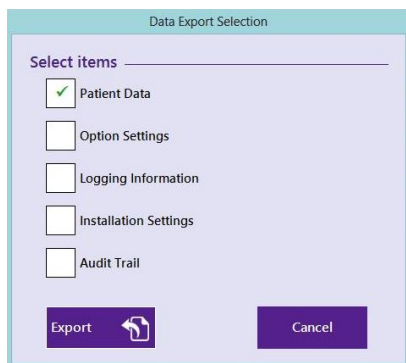 Data Export Selection
Select items
Patient Data
Option Settings
Logging Information
Installation Settings
Audit Trail
Export
Cancel